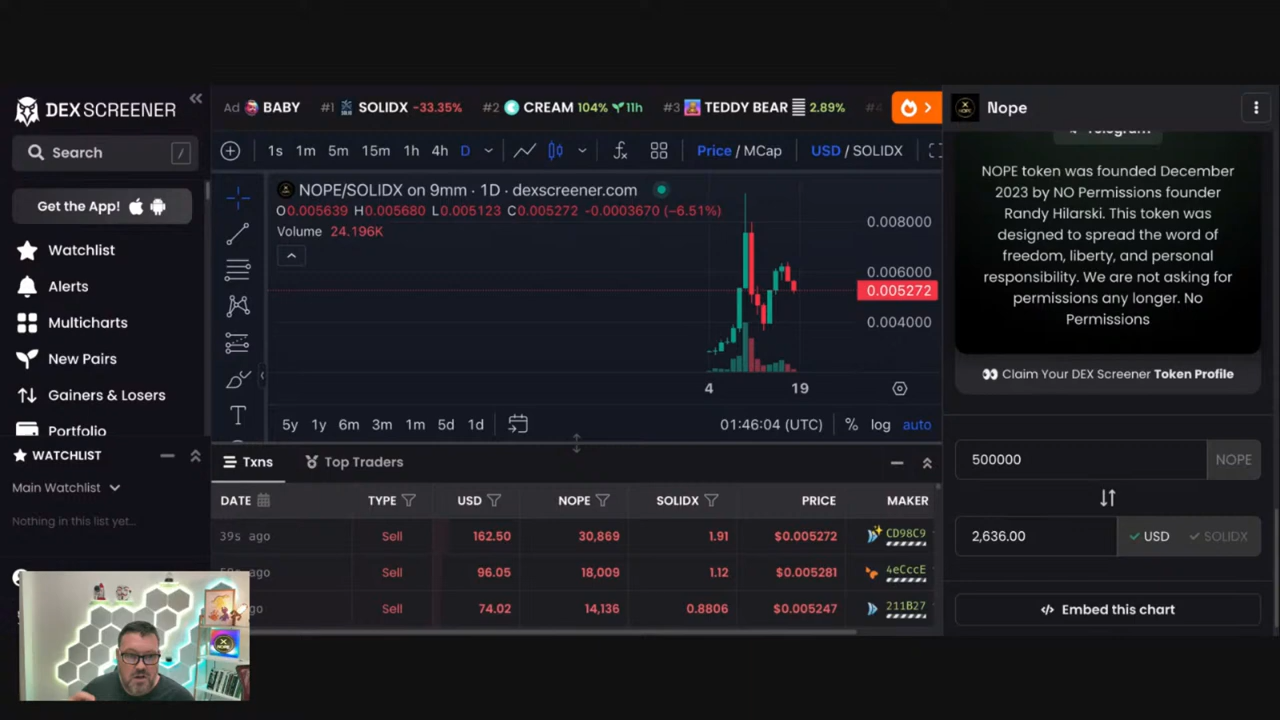 DEX SCREENER
Search /
Get the App!
Watchlist
Alerts
Multicharts
New Pairs
Gainers & Losers
Portfolio
WATCHLIST
Main Watchlist
Nothing in this list yet...
Ad BABY #1 SOLIDX -33.35% #2 CREAM 104% 11h #3 TEDDY BEAR 2.89% #4
1s 1m 5m 15m 1h 4h D Price / MCap USD / SOLIDX
NOPE/SOLIDX on 9mm · 1D · dexscreener.com
O0.005639 H0.005680 L0.005123 C0.005272 -0.0003670 (-6.51%)
Volume 24.196K
0.008000
0.006000
0.005272
0.004000
4 19
5y 1y 6m 3m 1m 5d 1d 01:46:04 (UTC) % log auto
Txns Top Traders
DATE TYPE USD NOPE SOLIDX PRICE MAKER
39s ago Sell 162.50 30,869 1.91 $0.005272 CD98C9
ago Sell 96.05 18,009 1.12 $0.005281 4eCccE
ago Sell 74.02 14,136 0.8806 $0.005247 211B27
Nope
Telegram
NOPE token was founded December
2023 by NO Permissions founder
Randy Hilarski. This token was
designed to spread the word of
freedom, liberty, and personal
responsibility. We are not asking for
permissions any longer. No
Permissions
Claim Your DEX Screener Token Profile
500000 NOPE
2,636.00 USD SOLIDX
</> Embed this chart
NOPE